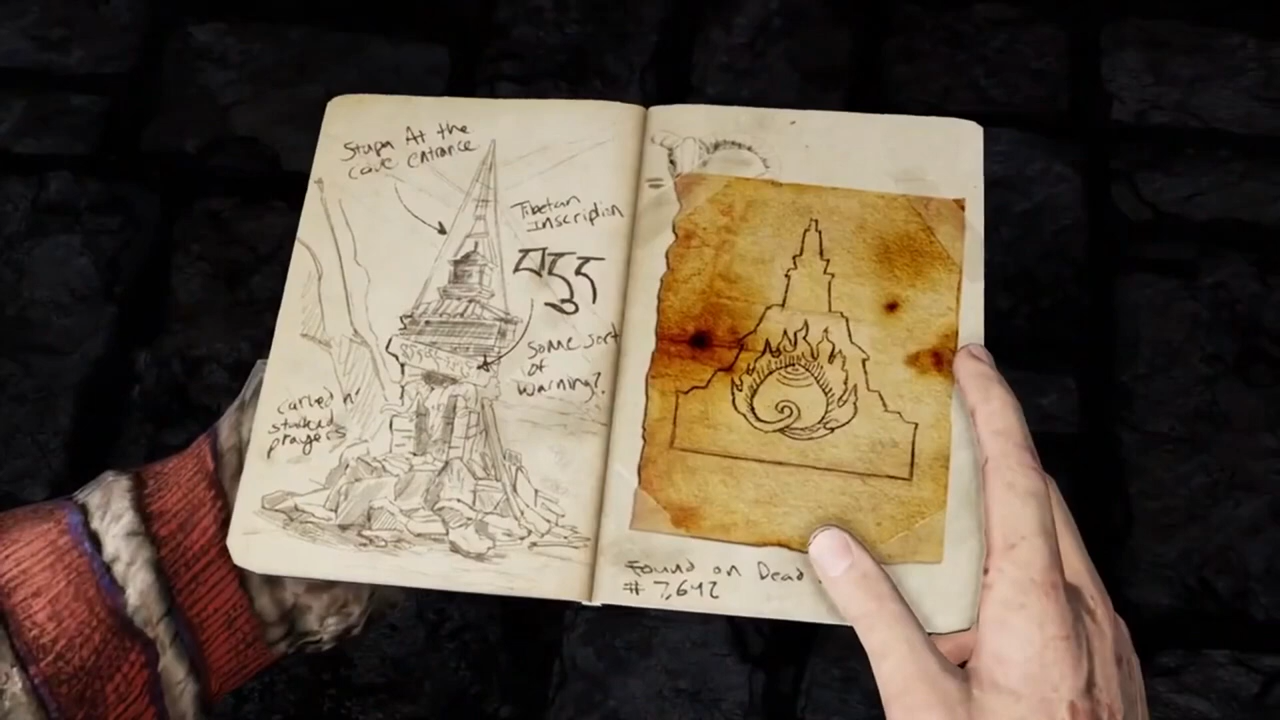 Stupa At the
cave entrance
Tibetan
Inscription
བདུད
Some sort
of
warning?
carved n'
stacked
prayers
Found on Dead
# 7,642